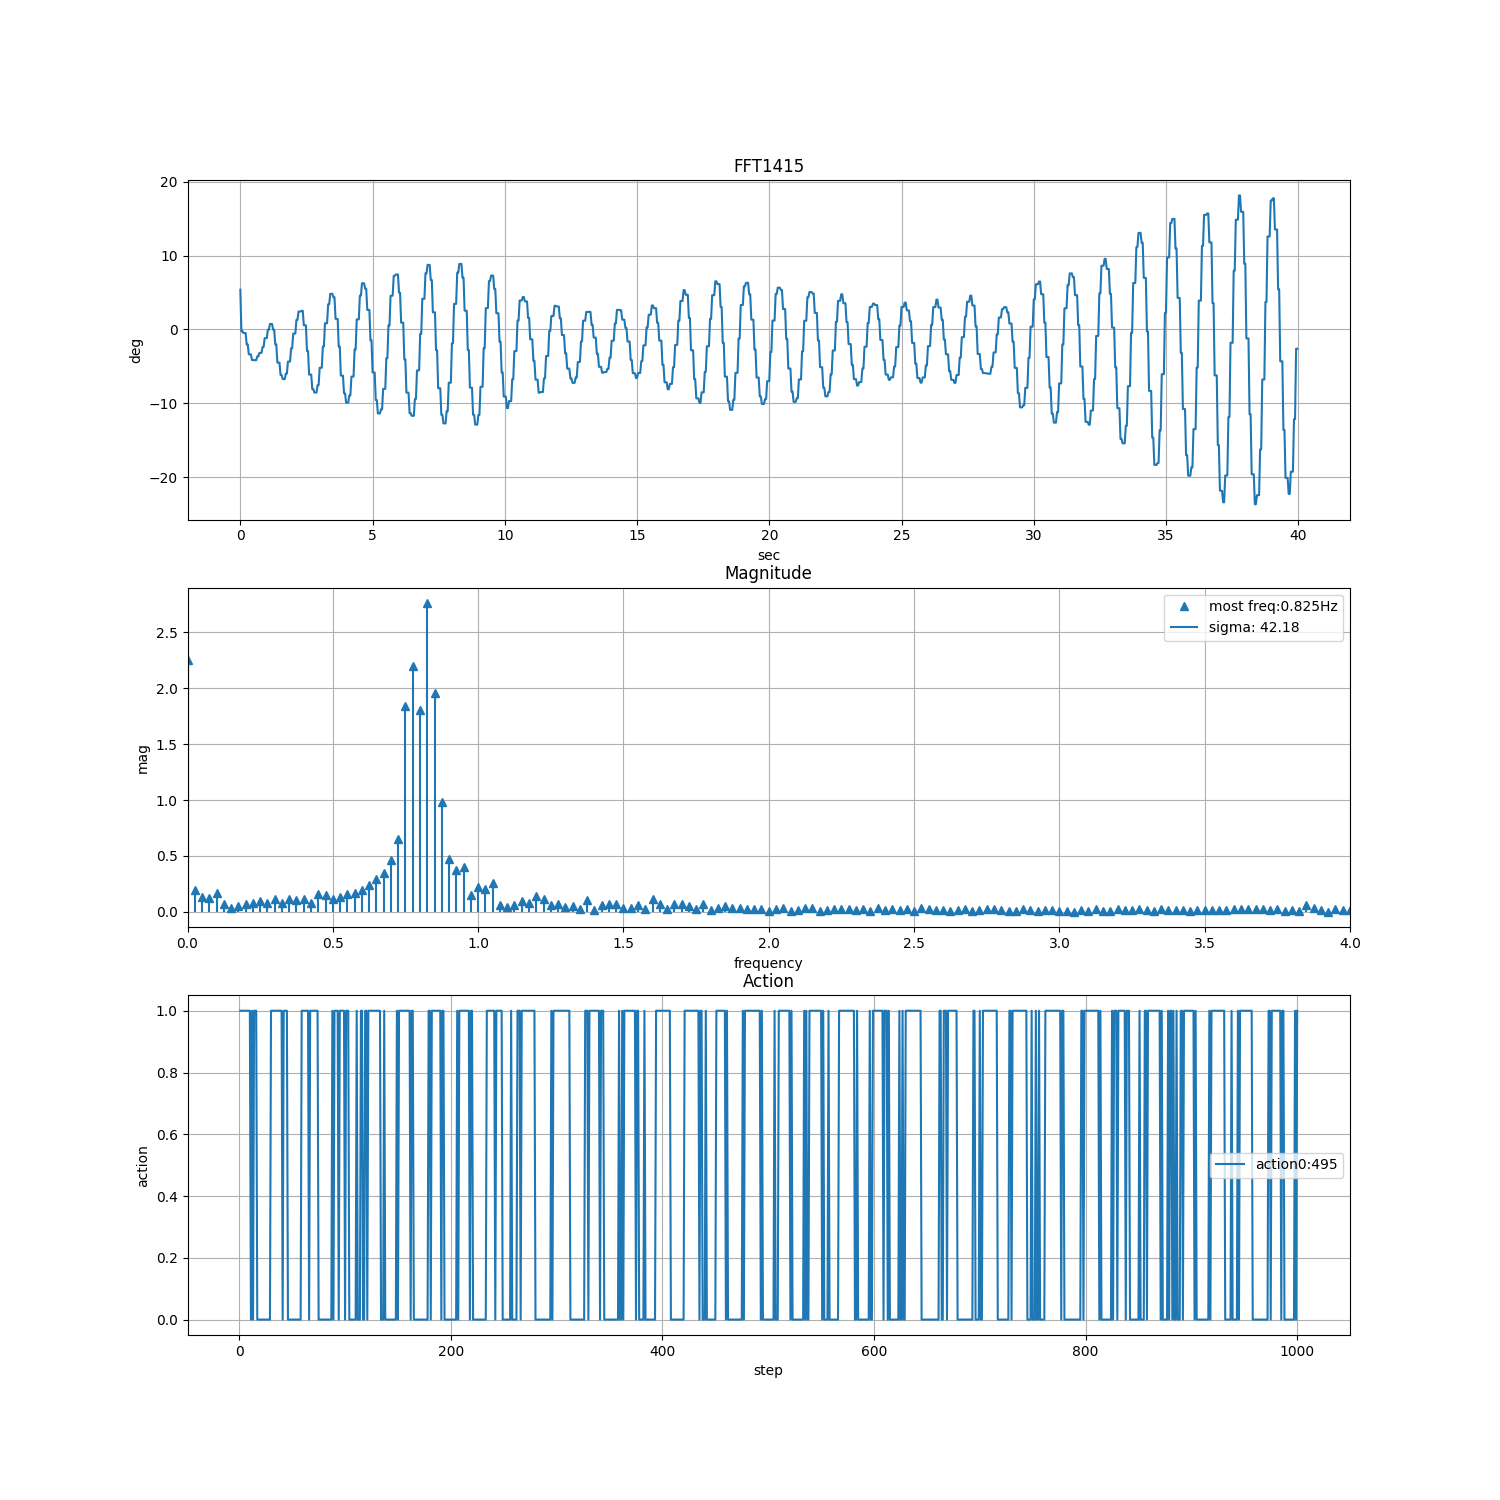 FFT1415
20
10
0
−10
−20
deg
0 5 10 15 20 25 30 35 40
sec
Magnitude
most freq:0.825Hz
sigma: 42.18
2.5
2.0
1.5
1.0
0.5
0.0
mag
0.0 0.5 1.0 1.5 2.0 2.5 3.0 3.5 4.0
frequency
Action
1.0
0.8
0.6
0.4
0.2
0.0
action
action0:495
0 200 400 600 800 1000
step